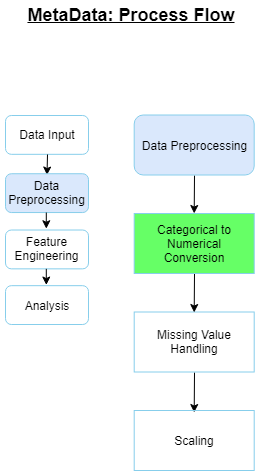 MetaData: Process Flow
Data Input
Data
Preprocessing
Feature
Engineering
Analysis
Data Preprocessing
Categorical to
Numerical
Conversion
Missing Value
Handling
Scaling